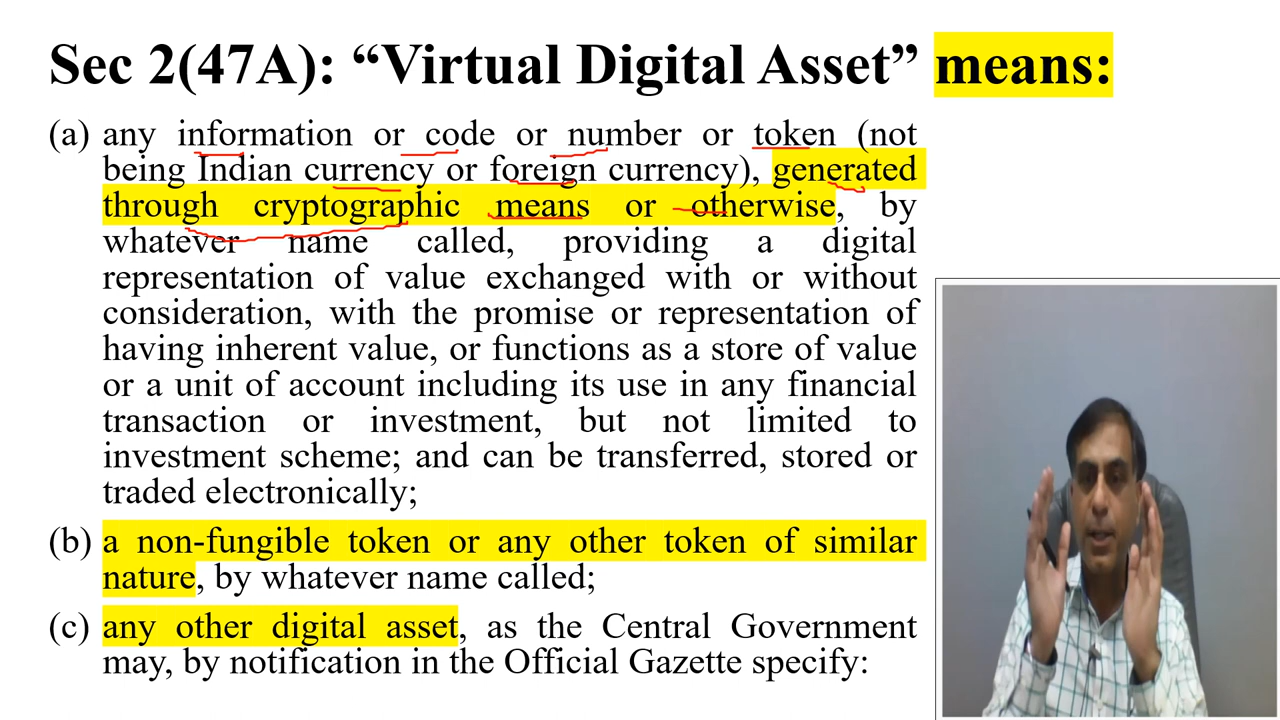 Sec 2(47A): “Virtual Digital Asset” means:
(a) any information or code or number or token (not
being Indian currency or foreign currency), generated
through cryptographic means or otherwise, by
whatever name called, providing a digital
representation of value exchanged with or without
consideration, with the promise or representation of
having inherent value, or functions as a store of value
or a unit of account including its use in any financial
transaction or investment, but not limited to
investment scheme; and can be transferred, stored or
traded electronically;
(b) a non-fungible token or any other token of similar
nature, by whatever name called;
(c) any other digital asset, as the Central Government
may, by notification in the Official Gazette specify: